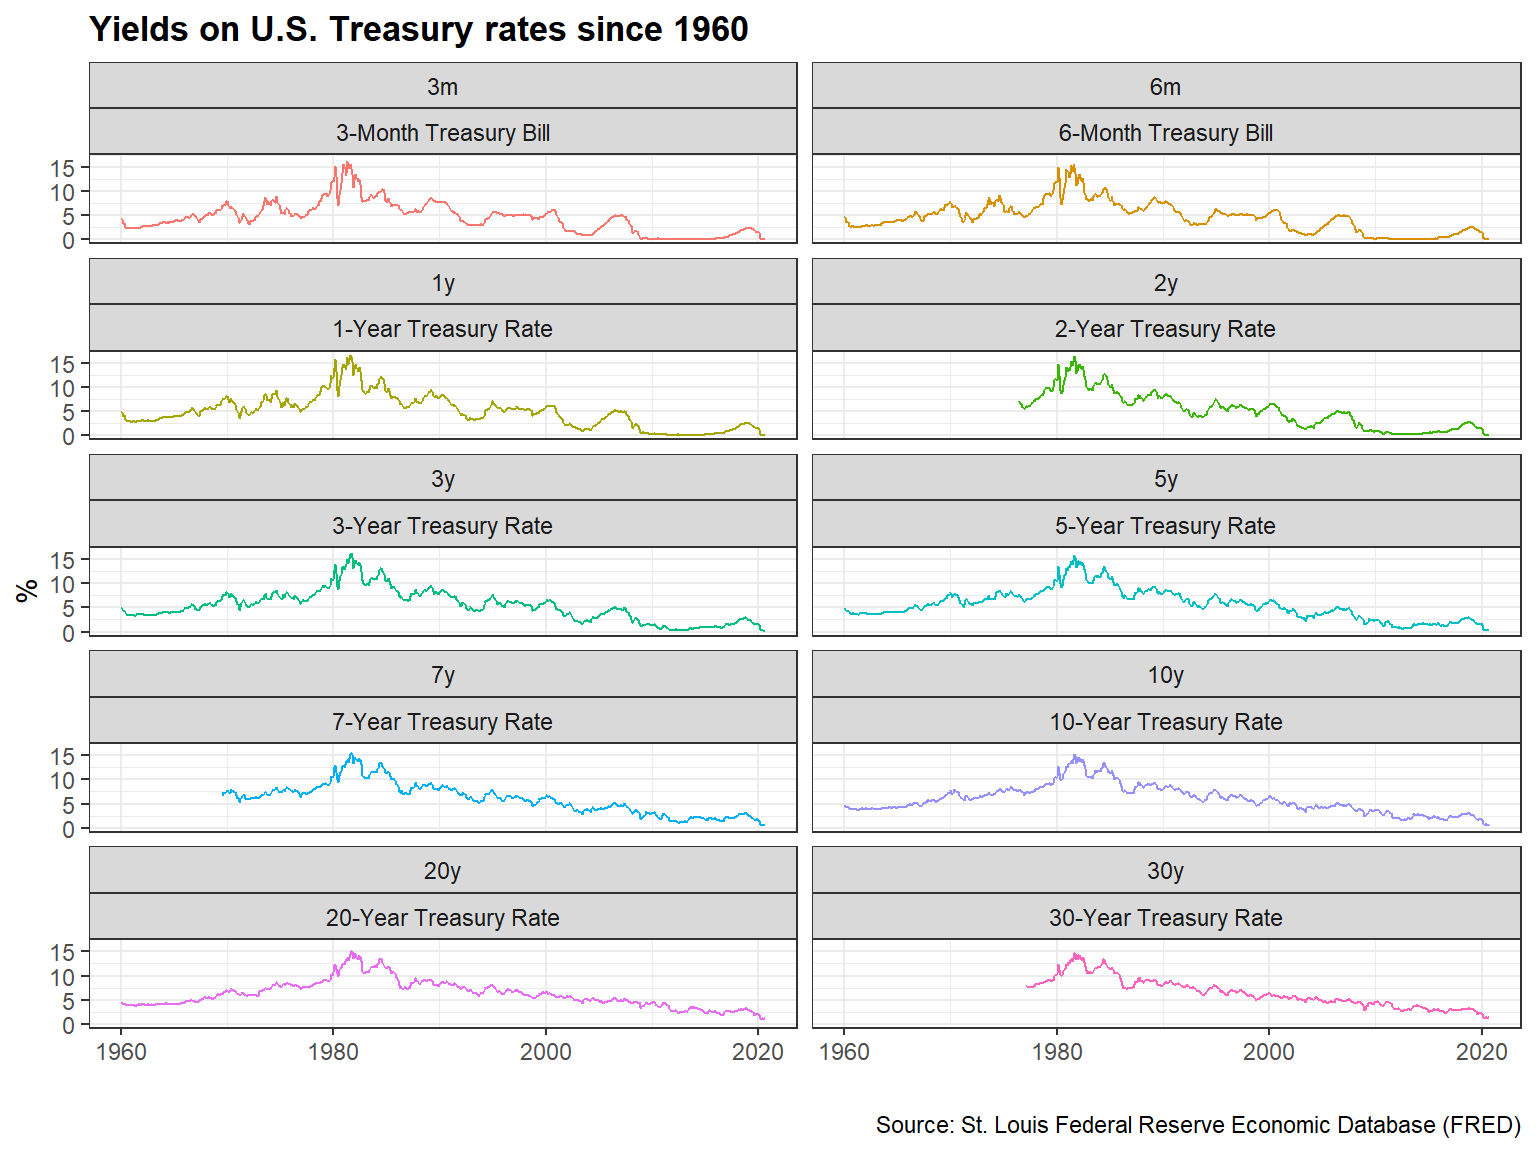 Yields on U.S. Treasury rates since 1960
3m
6m
3-Month Treasury Bill
6-Month Treasury Bill
15
10
5
0
1y
2y
1-Year Treasury Rate
2-Year Treasury Rate
15
10
5
0
3y
5y
3-Year Treasury Rate
5-Year Treasury Rate
15
10
5
0
%
7y
10y
7-Year Treasury Rate
10-Year Treasury Rate
15
10
5
0
20y
30y
20-Year Treasury Rate
30-Year Treasury Rate
15
10
5
0
1960 1980 2000 2020 1960 1980 2000 2020
Source: St. Louis Federal Reserve Economic Database (FRED)